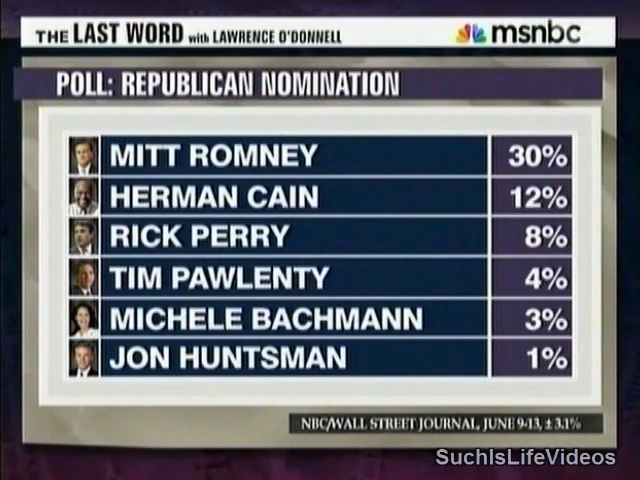 THE LAST WORD with LAWRENCE O'DONNELL msnbc
POLL: REPUBLICAN NOMINATION
MITT ROMNEY 30%
HERMAN CAIN 12%
RICK PERRY 8%
TIM PAWLENTY 4%
MICHELE BACHMANN 3%
JON HUNTSMAN 1%
NBC/WALL STREET JOURNAL, JUNE 9-13, ±3.1%
SuchIsLifeVideos